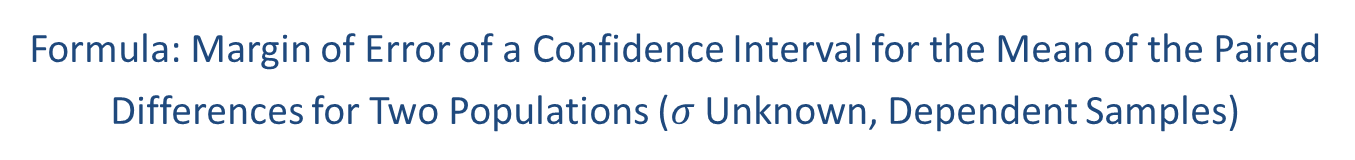 Formula: Margin of Error of a Confidence Interval for the Mean of the Paired
Differences for Two Populations (𝜎 Unknown, Dependent Samples)